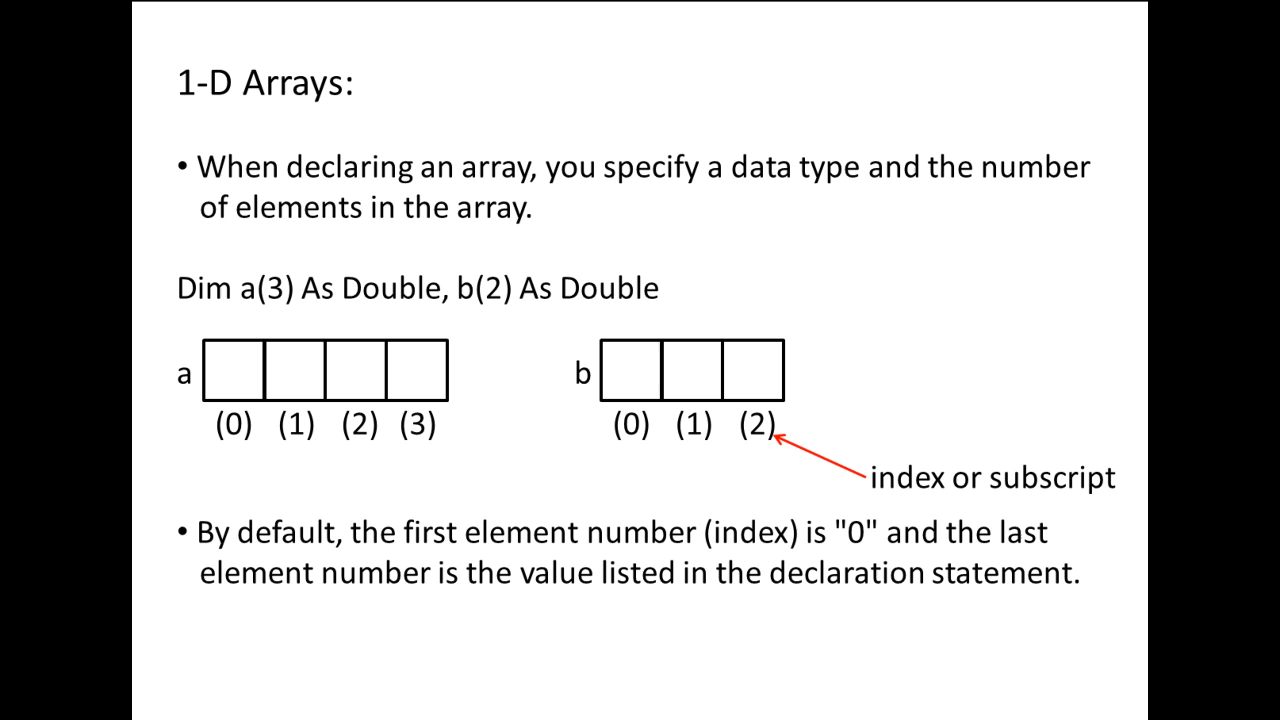 1-D Arrays:
• When declaring an array, you specify a data type and the number
of elements in the array.
Dim a(3) As Double, b(2) As Double
a
(0) (1) (2) (3)
b
(0) (1) (2)
index or subscript
• By default, the first element number (index) is "0" and the last
element number is the value listed in the declaration statement.